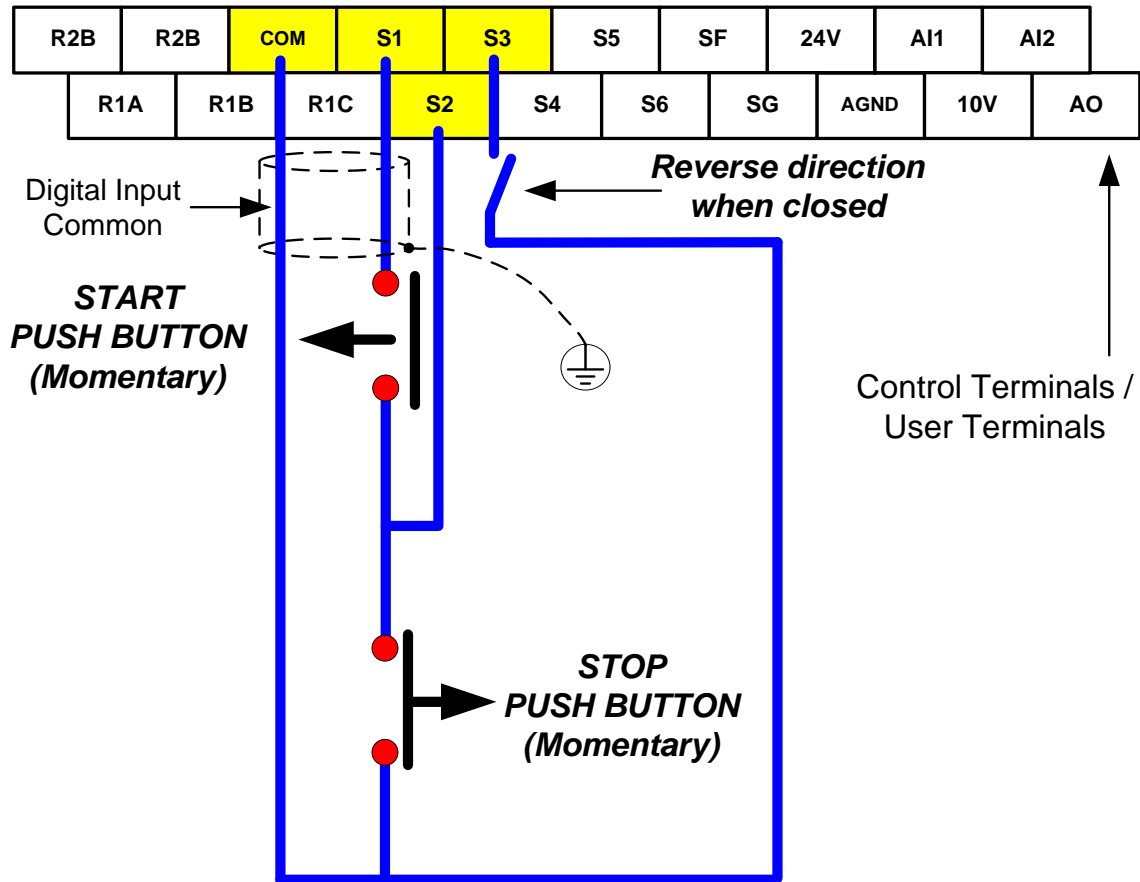 R2B R2B COM S1 S3 S5 SF 24V AI1 AI2
R1A R1B R1C S2 S4 S6 SG AGND 10V AO
Digital Input
Common
Reverse direction
when closed
START
PUSH BUTTON
(Momentary)
Control Terminals /
User Terminals
STOP
PUSH BUTTON
(Momentary)